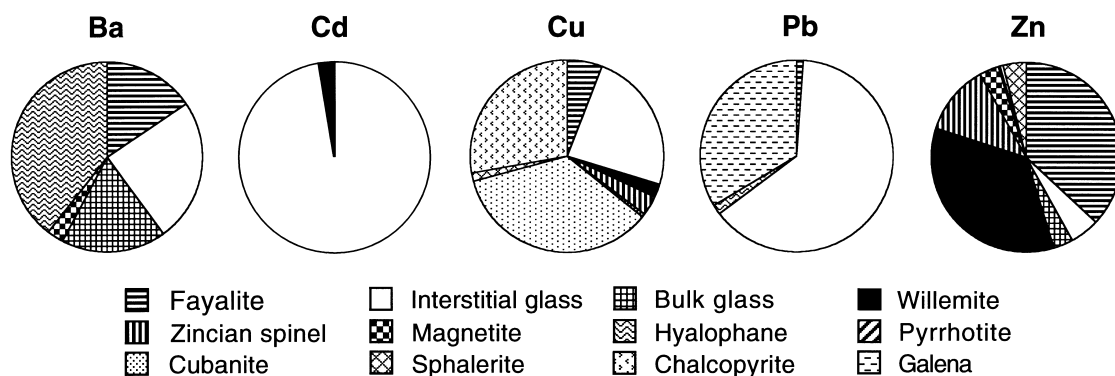 Ba Cd Cu Pb Zn
Fayalite Interstitial glass Bulk glass Willemite
Zincian spinel Magnetite Hyalophane Pyrrhotite
Cubanite Sphalerite Chalcopyrite Galena